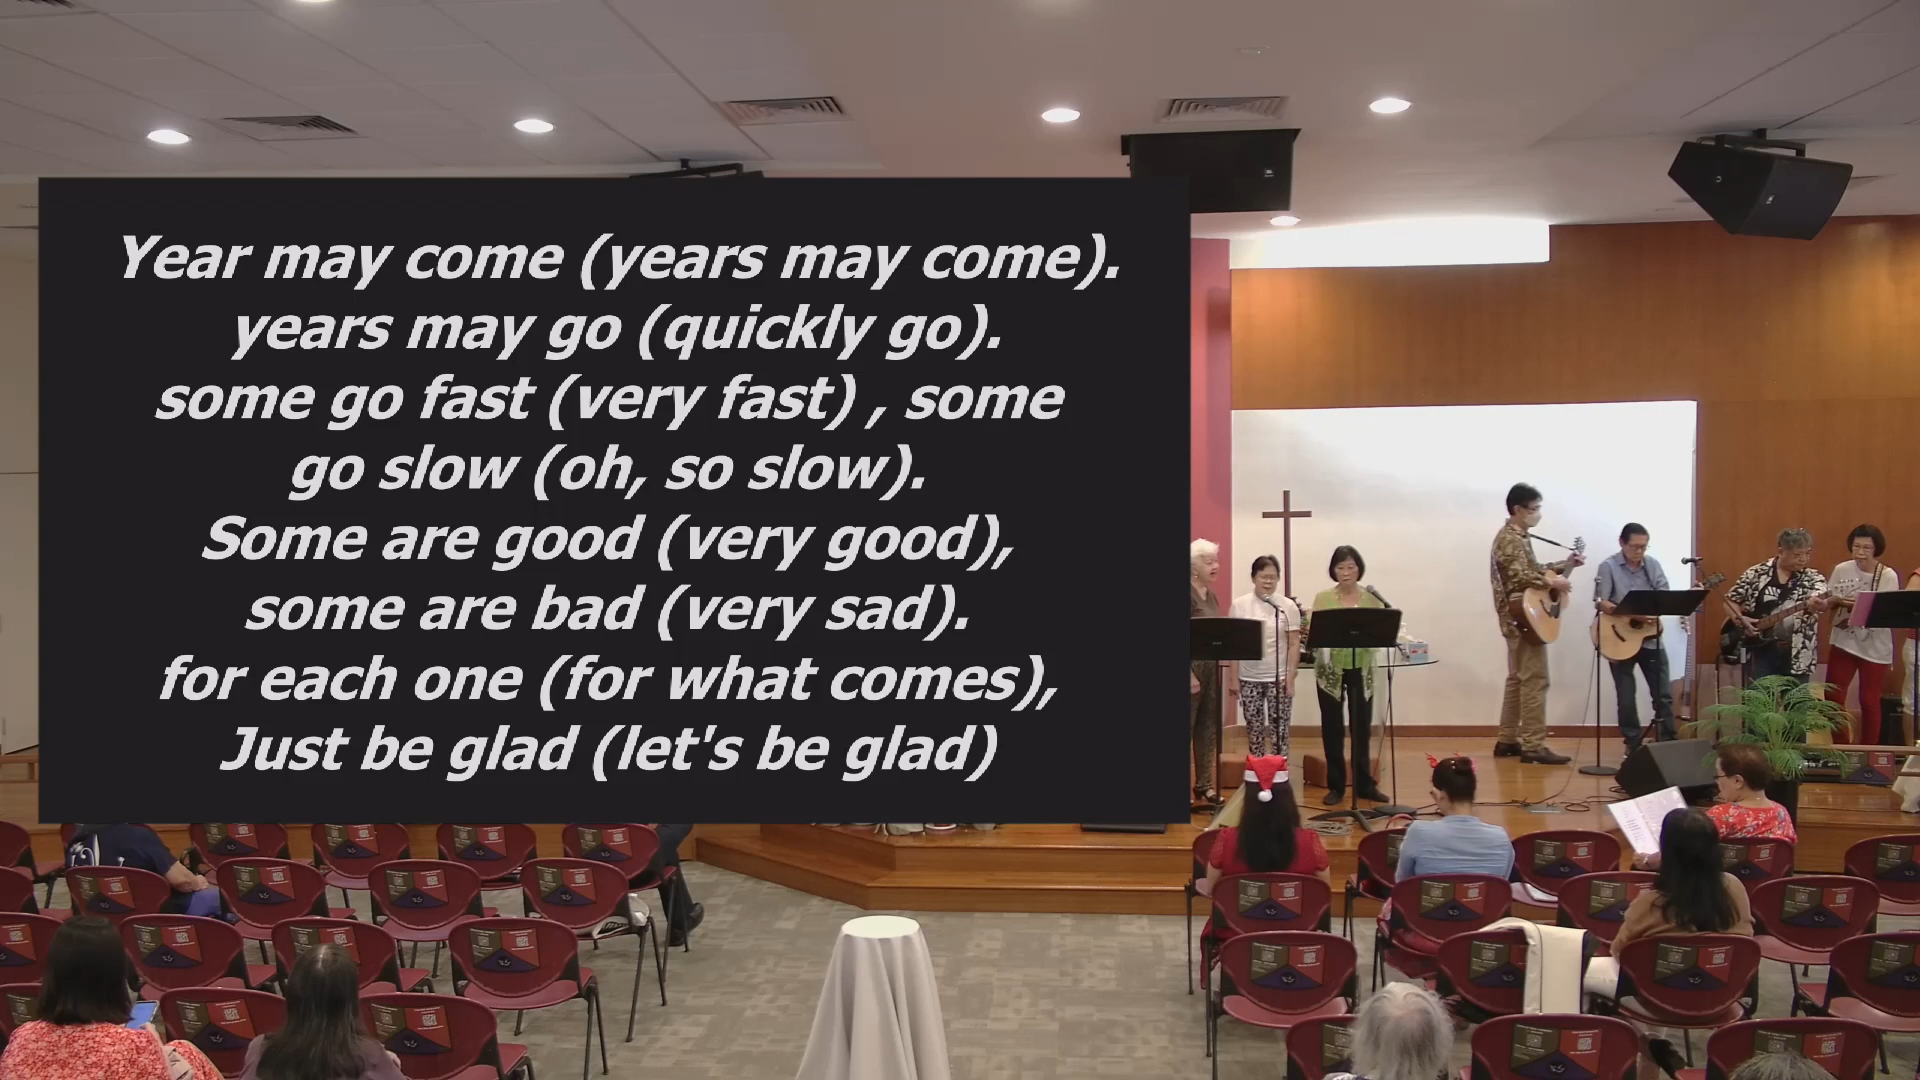 Year may come (years may come).
years may go (quickly go).
some go fast (very fast) , some
go slow (oh, so slow).
Some are good (very good),
some are bad (very sad).
for each one (for what comes),
Just be glad (let's be glad)